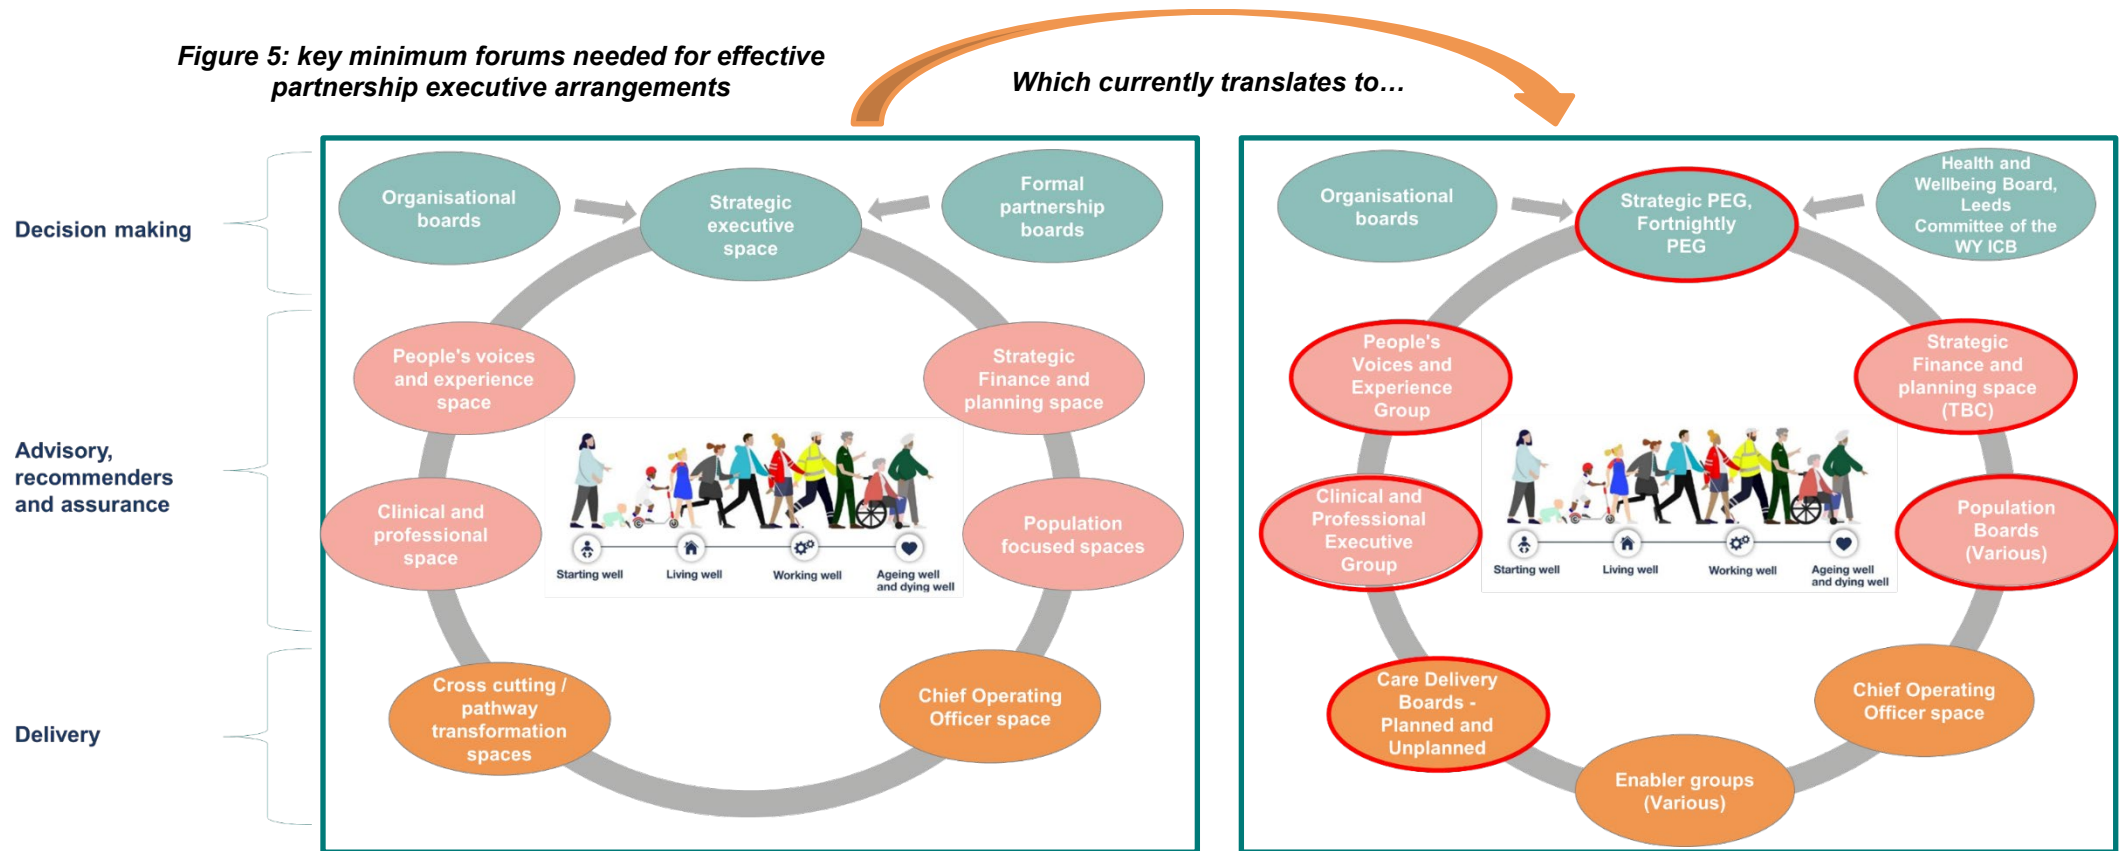 Figure 5: key minimum forums needed for effective
partnership executive arrangements
Which currently translates to…
Decision making
Advisory,
recommenders
and assurance
Delivery
Organisational
boards
Strategic
executive
space
Formal
partnership
boards
People's voices
and experience
space
Strategic
Finance and
planning space
Clinical and
professional
space
Population
focused spaces
Starting well
Living well
Working well
Ageing well
and dying well
Cross cutting /
pathway
transformation
spaces
Chief Operating
Officer space
Organisational
boards
Strategic PEG,
Fortnightly
PEG
Health and
Wellbeing Board,
Leeds
Committee of the
WY ICB
People's
Voices and
Experience
Group
Strategic
Finance and
planning space
(TBC)
Clinical and
Professional
Executive
Group
Population
Boards
(Various)
Starting well
Living well
Working well
Ageing well
and dying well
Care Delivery
Boards -
Planned and
Unplanned
Chief Operating
Officer space
Enabler groups
(Various)